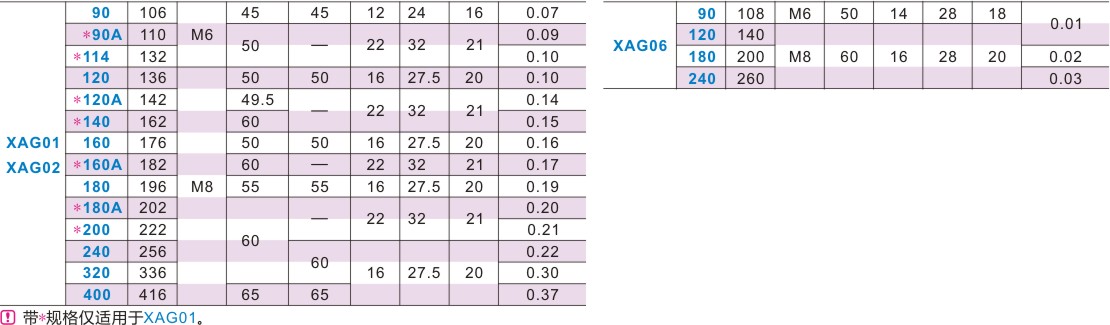 90 106 45 45 12 24 16 0.07
*90A 110 M6 50 — 22 32 21 0.09
*114 132 0.10
120 136 50 50 16 27.5 20 0.10
*120A 142 49.5 — 22 32 21 0.14
*140 162 60 0.15
XAG01 160 176 50 50 16 27.5 20 0.16
XAG02 *160A 182 60 — 22 32 21 0.17
180 196 M8 55 55 16 27.5 20 0.19
*180A 202 — 22 32 21 0.20
*200 222 0.21
240 256 60 60 0.22
320 336 16 27.5 20 0.30
400 416 65 65 0.37
! 带*规格仅适用于XAG01。
90 108 M6 50 14 28 18 0.01
XAG06 120 140
180 200 M8 60 16 28 20 0.02
240 260 0.03